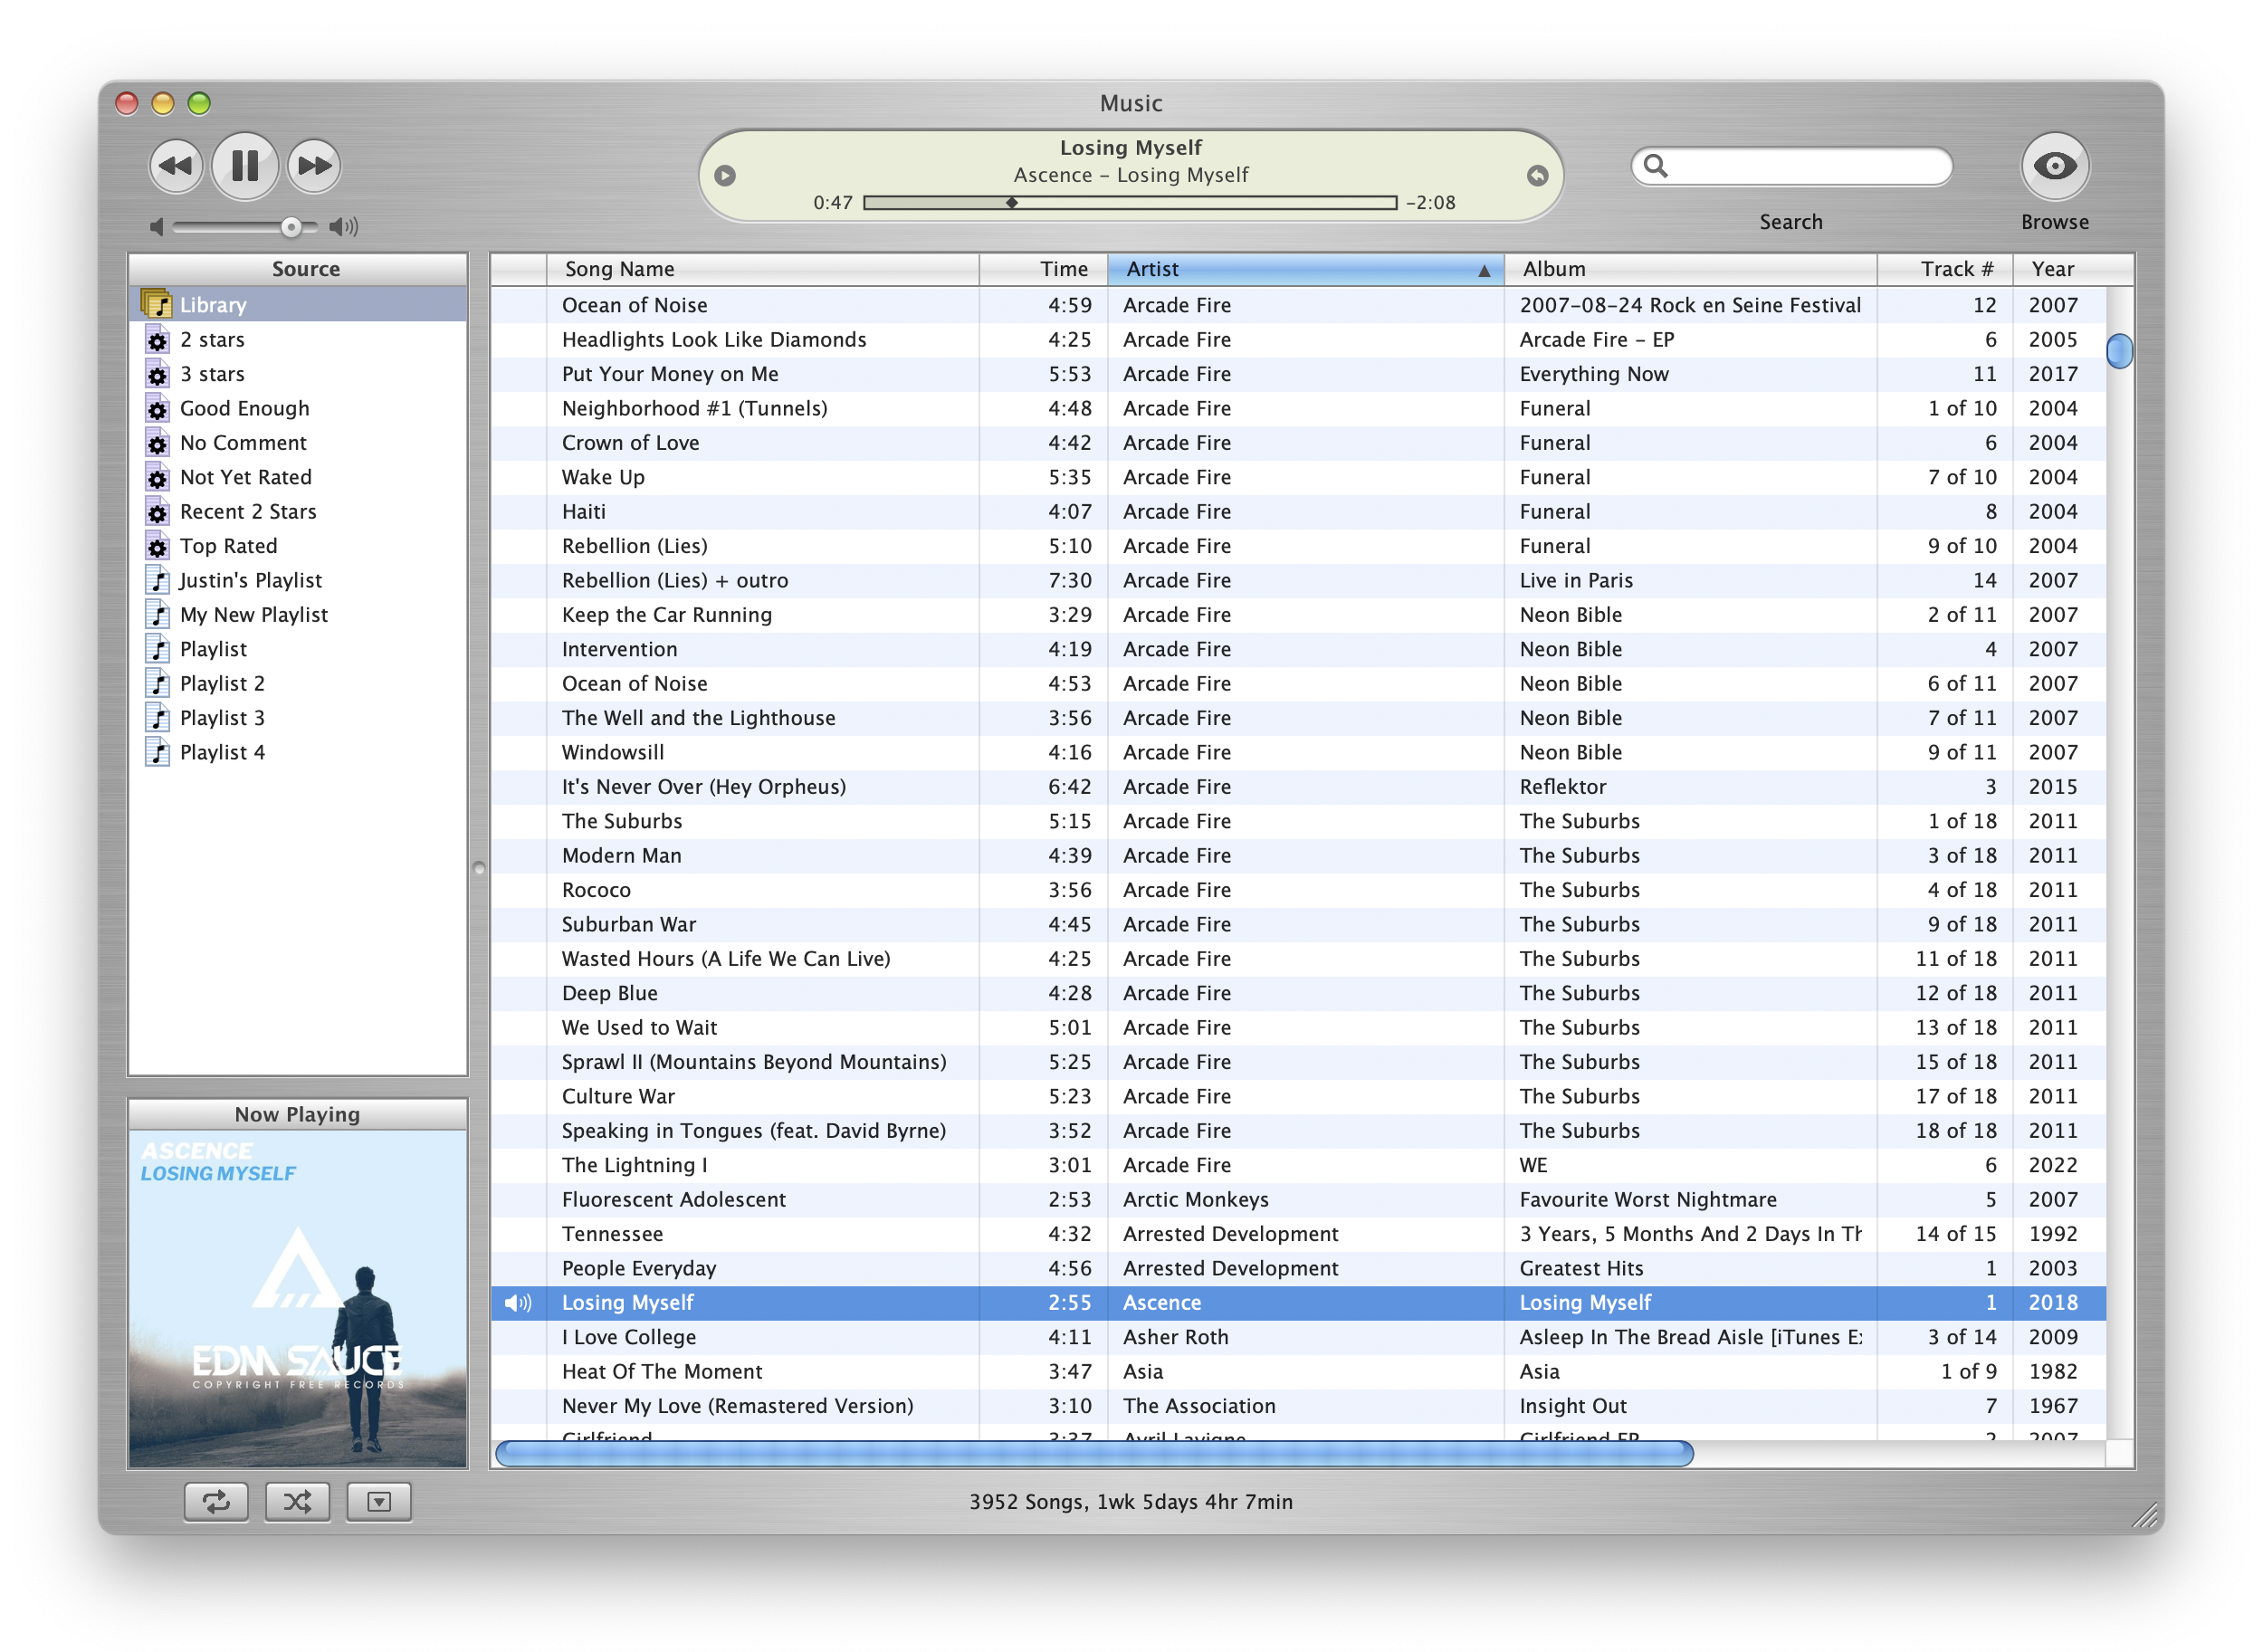 Music
Losing Myself
Ascence – Losing Myself
0:47 -2:08
Search
Browse
Source
Library
2 stars
3 stars
Good Enough
No Comment
Not Yet Rated
Recent 2 Stars
Top Rated
Justin's Playlist
My New Playlist
Playlist
Playlist 2
Playlist 3
Playlist 4
Now Playing
ASCENCE
LOSING MYSELF
EDM SAUCE
COPYRIGHT FREE RECORDS
Song Name Time Artist Album Track # Year
Ocean of Noise 4:59 Arcade Fire 2007-08-24 Rock en Seine Festival 12 2007
Headlights Look Like Diamonds 4:25 Arcade Fire Arcade Fire – EP 6 2005
Put Your Money on Me 5:53 Arcade Fire Everything Now 11 2017
Neighborhood #1 (Tunnels) 4:48 Arcade Fire Funeral 1 of 10 2004
Crown of Love 4:42 Arcade Fire Funeral 6 2004
Wake Up 5:35 Arcade Fire Funeral 7 of 10 2004
Haiti 4:07 Arcade Fire Funeral 8 2004
Rebellion (Lies) 5:10 Arcade Fire Funeral 9 of 10 2004
Rebellion (Lies) + outro 7:30 Arcade Fire Live in Paris 14 2007
Keep the Car Running 3:29 Arcade Fire Neon Bible 2 of 11 2007
Intervention 4:19 Arcade Fire Neon Bible 4 2007
Ocean of Noise 4:53 Arcade Fire Neon Bible 6 of 11 2007
The Well and the Lighthouse 3:56 Arcade Fire Neon Bible 7 of 11 2007
Windowsill 4:16 Arcade Fire Neon Bible 9 of 11 2007
It's Never Over (Hey Orpheus) 6:42 Arcade Fire Reflektor 3 2015
The Suburbs 5:15 Arcade Fire The Suburbs 1 of 18 2011
Modern Man 4:39 Arcade Fire The Suburbs 3 of 18 2011
Rococo 3:56 Arcade Fire The Suburbs 4 of 18 2011
Suburban War 4:45 Arcade Fire The Suburbs 9 of 18 2011
Wasted Hours (A Life We Can Live) 4:25 Arcade Fire The Suburbs 11 of 18 2011
Deep Blue 4:28 Arcade Fire The Suburbs 12 of 18 2011
We Used to Wait 5:01 Arcade Fire The Suburbs 13 of 18 2011
Sprawl II (Mountains Beyond Mountains) 5:25 Arcade Fire The Suburbs 15 of 18 2011
Culture War 5:23 Arcade Fire The Suburbs 17 of 18 2011
Speaking in Tongues (feat. David Byrne) 3:52 Arcade Fire The Suburbs 18 of 18 2011
The Lightning I 3:01 Arcade Fire WE 6 2022
Fluorescent Adolescent 2:53 Arctic Monkeys Favourite Worst Nightmare 5 2007
Tennessee 4:32 Arrested Development 3 Years, 5 Months And 2 Days In Th 14 of 15 1992
People Everyday 4:56 Arrested Development Greatest Hits 1 2003
Losing Myself 2:55 Ascence Losing Myself 1 2018
I Love College 4:11 Asher Roth Asleep In The Bread Aisle [iTunes E 3 of 14 2009
Heat Of The Moment 3:47 Asia Asia 1 of 9 1982
Never My Love (Remastered Version) 3:10 The Association Insight Out 7 1967
Girlfriend 3:37 Avril Lavigne Girlfriend EP 2 2007
3952 Songs, 1wk 5days 4hr 7min